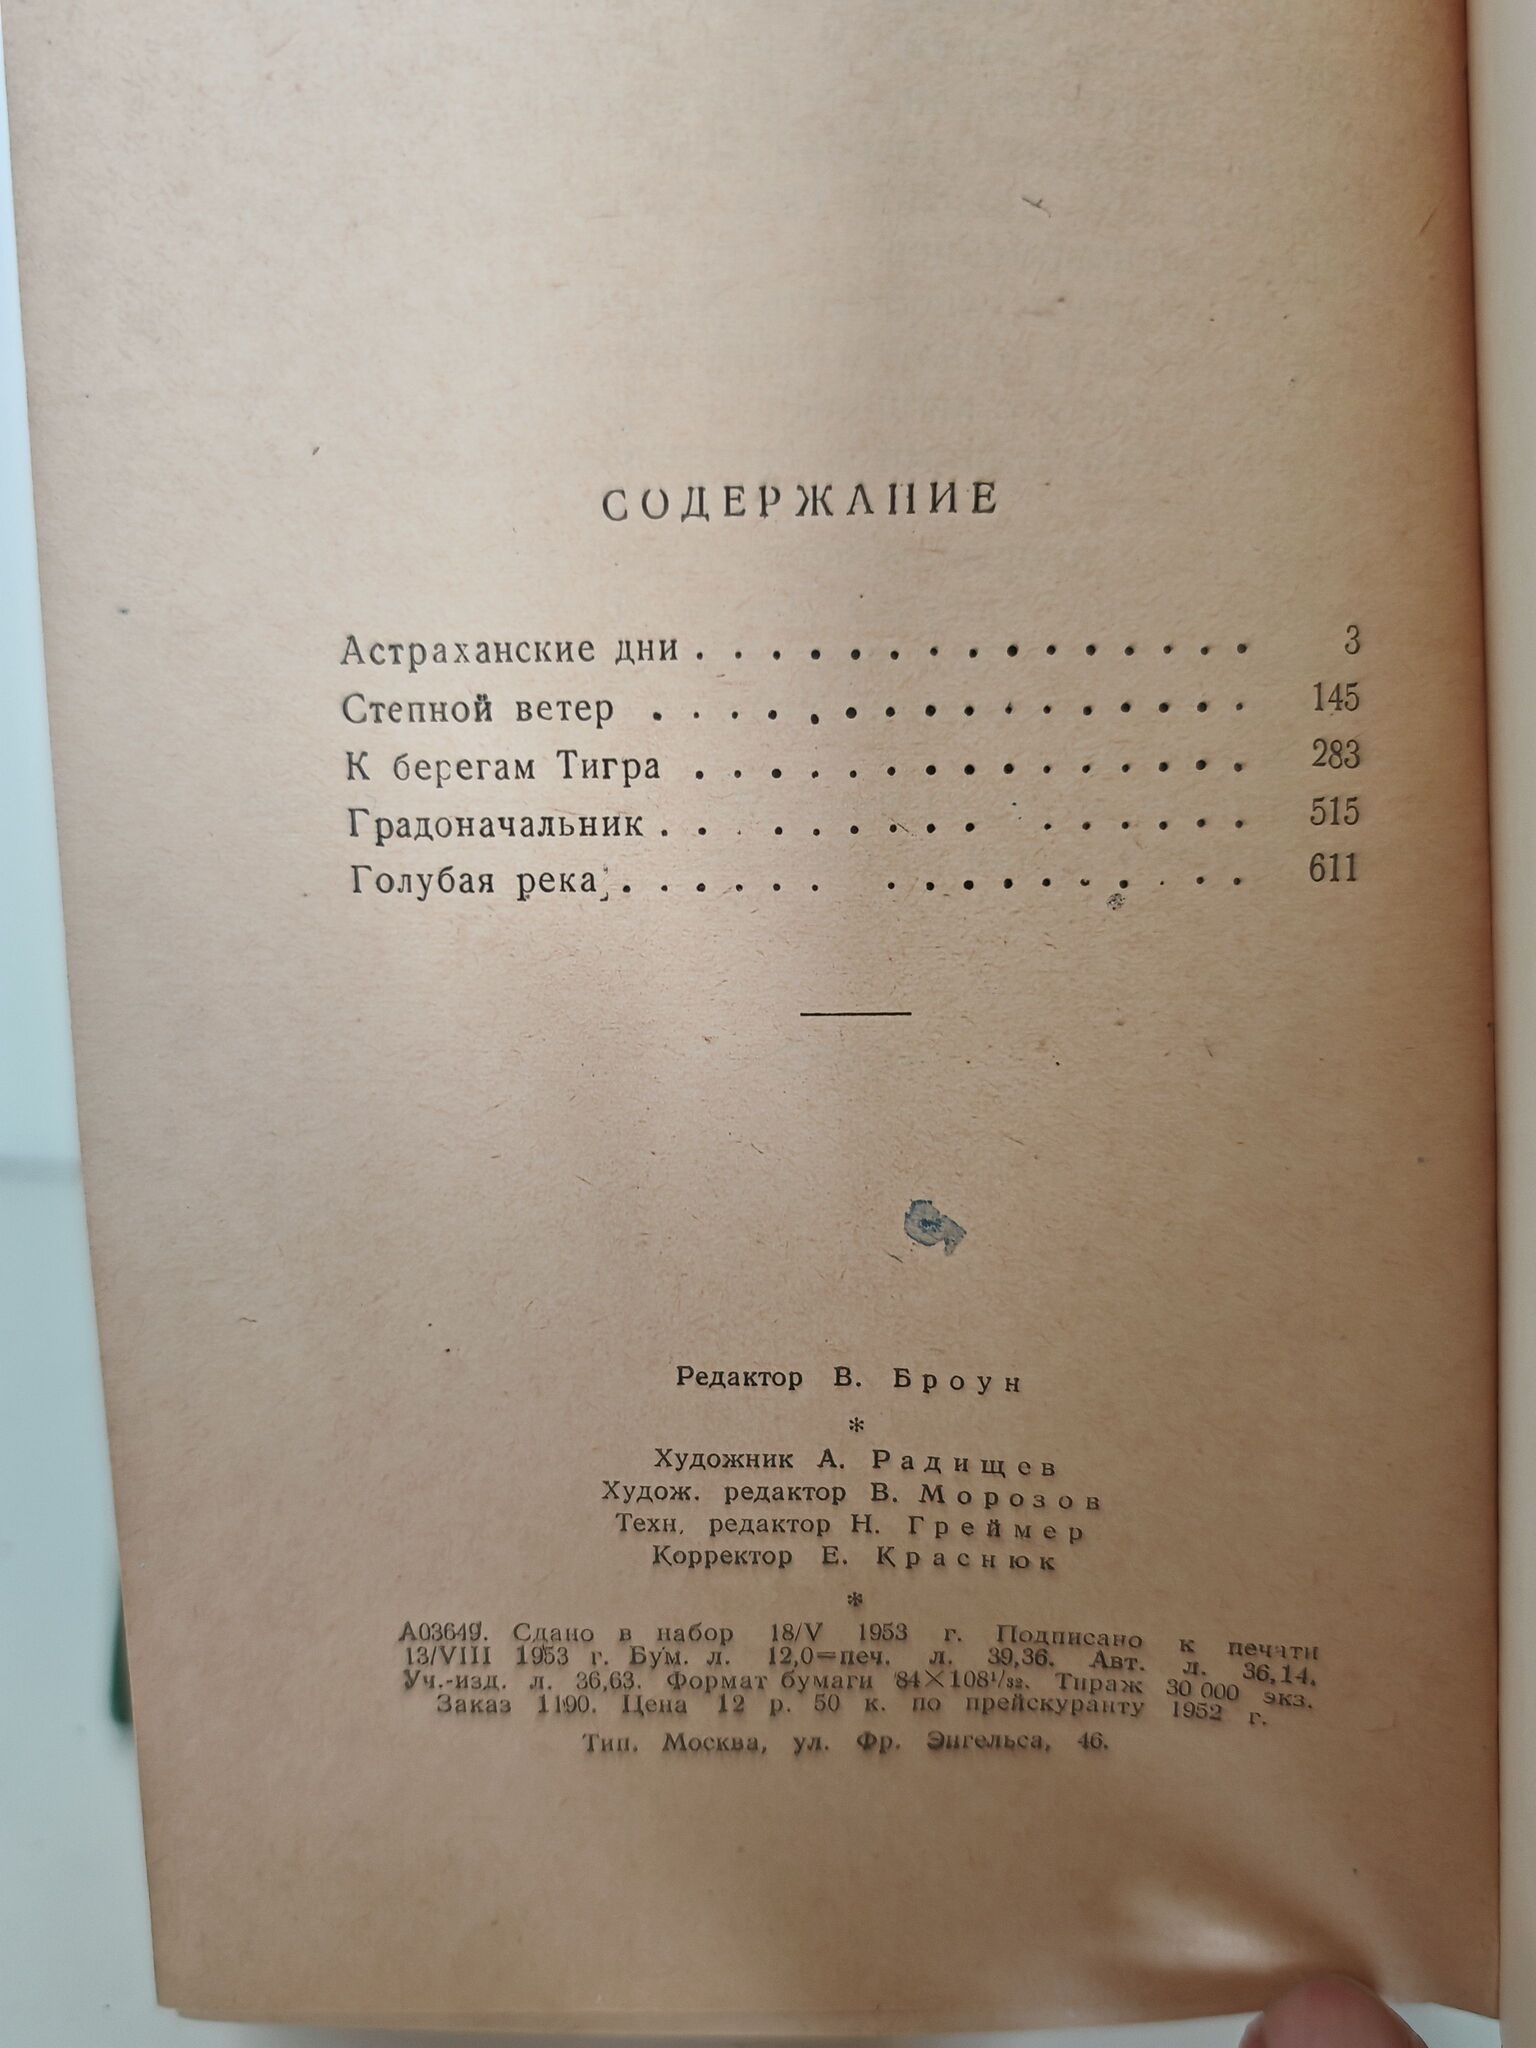 СОДЕРЖАНИЕ
Астраханские дни . . . . . . . . . . . . . . . 3
Степной ветер . . . . . . . . . . . . . . . . 145
К берегам Тигра . . . . . . . . . . . . . . . 283
Градоначальник . . . . . . . . . . . . . . . 515
Голубая река . . . . . . . . . . . . . . . . 611
Редактор В. Броун
*
Художник А. Радищев
Худож. редактор В. Морозов
Техн. редактор Н. Греймер
Корректор Е. Краснюк
*
А03649. Сдано в набор 18/V 1953 г. Подписано к печати
13/VIII 1953 г. Бум. л. 12,0=печ. л. 39,36. Авт. л. 36,14.
Уч.-изд. л. 36,63. Формат бумаги 84×108¹/₃₂. Тираж 30 000 экз.
Заказ 1190. Цена 12 р. 50 к. по прейскуранту 1952 г.
Тип. Москва, ул. Фр. Энгельса, 46.